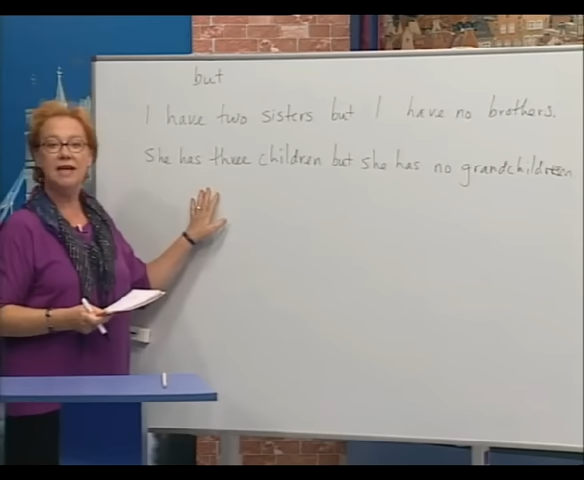 but
I have two sisters but I have no brothers.
She has three children but she has no grandchildren